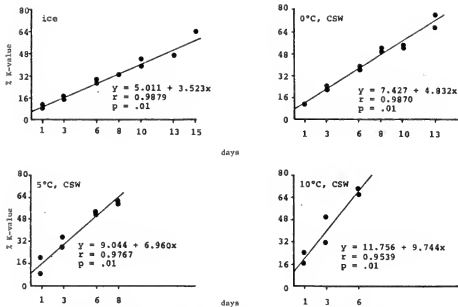 % K-value
80
64
48
32
16
0
ice
y = 5.011 + 3.523x
r = 0.9879
p = .01
1 3 6 8 10 13 15
80
64
48
32
16
0
0°C, CSW
y = 7.427 + 4.832x
r = 0.9870
p = .01
1 3 6 8 10 13
days
% K-value
80
64
48
32
16
0
5°C, CSW
y = 9.044 + 6.960x
r = 0.9767
p = .01
1 3 6 8
80
64
48
32
16
0
10°C, CSW
y = 11.756 + 9.744x
r = 0.9539
p = .01
1 3 6
days